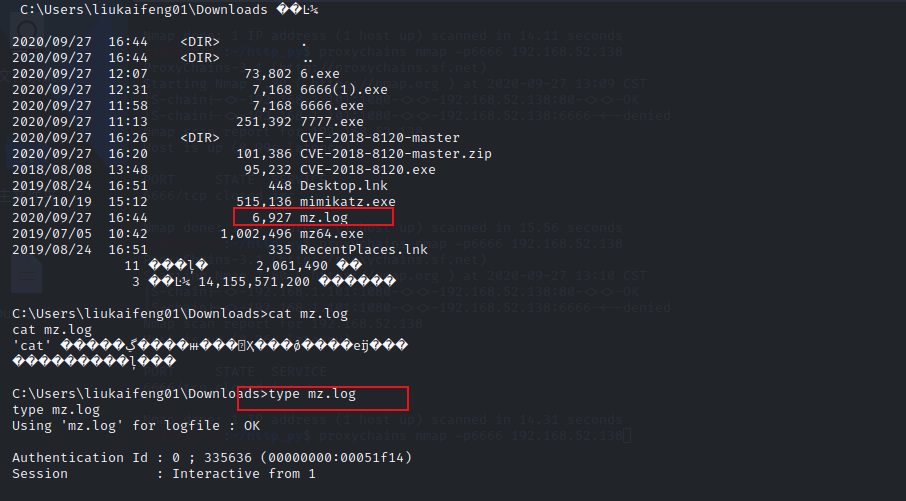 C:\Users\liukaifeng01\Downloads ��Ŀ¼
2020/09/27  16:44    <DIR>          .
2020/09/27  16:44    <DIR>          ..
2020/09/27  12:07            73,802 6.exe
2020/09/27  12:31             7,168 6666(1).exe
2020/09/27  11:58             7,168 6666.exe
2020/09/27  11:13           251,392 7777.exe
2020/09/27  16:26    <DIR>          CVE-2018-8120-master
2020/09/27  16:20           101,386 CVE-2018-8120-master.zip
2018/08/08  13:48            95,232 CVE-2018-8120.exe
2019/08/24  16:51               448 Desktop.lnk
2017/10/19  15:12           515,136 mimikatz.exe
2020/09/27  16:44             6,927 mz.log
2019/07/05  10:42         1,002,496 mz64.exe
2019/08/24  16:51               335 RecentPlaces.lnk
11 ���ļ�      2,061,490 ��
3 ��Ŀ¼ 14,155,571,200 ������
C:\Users\liukaifeng01\Downloads>cat mz.log
cat mz.log
'cat'
C:\Users\liukaifeng01\Downloads>type mz.log
type mz.log
Using 'mz.log' for logfile : OK
Authentication Id : 0 ; 335636 (00000000:00051f14)
Session           : Interactive from 1